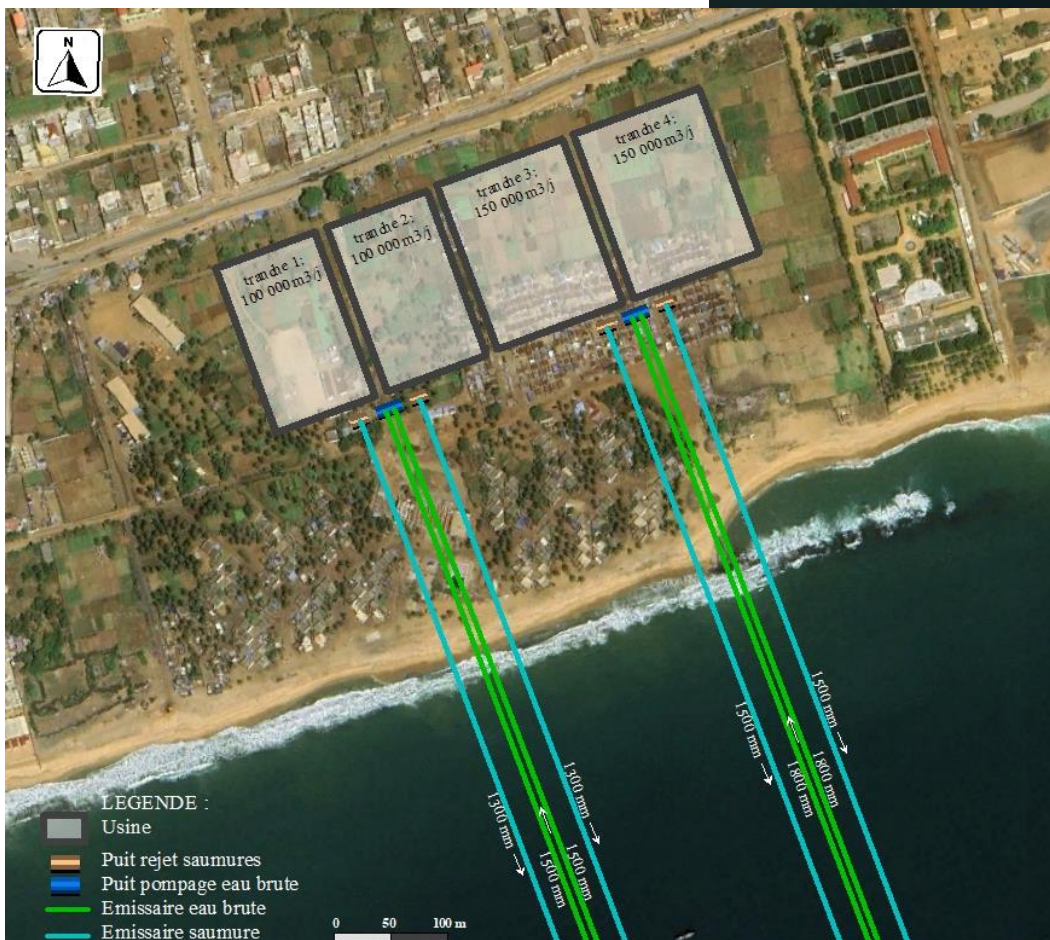 N
tranche 4:
150 000 m3/j
tranche 3:
150 000 m3/j
tranche 2:
100 000 m3/j
tranche 1:
100 000 m3/j
1500 mm
1500 mm
1800 mm
1800 mm
1300 mm
1300 mm
1500 mm
1500 mm
LEGENDE :
Usine
Puit rejet saumures
Puit pompage eau brute
Emissaire eau brute
Emissaire saumure
0 50 100 m